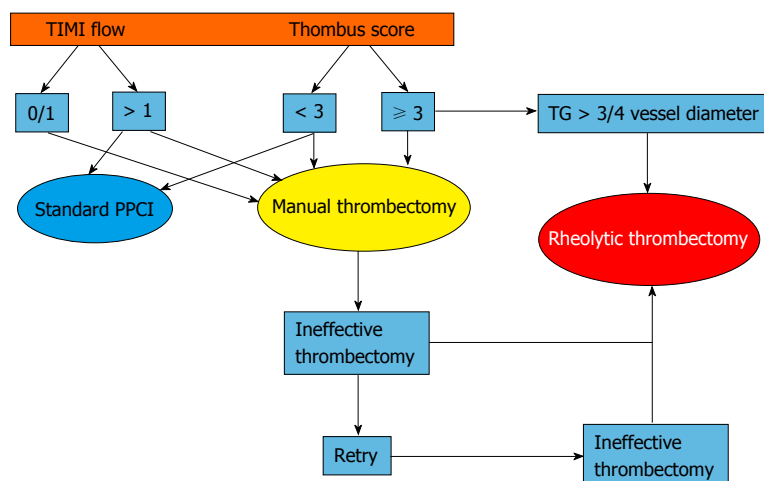 TIMI flow
Thombus score
0/1
> 1
< 3
⩾ 3
TG > 3/4 vessel diameter
Standard PPCI
Manual thrombectomy
Rheolytic thrombectomy
Ineffective
thrombectomy
Retry
Ineffective
thrombectomy